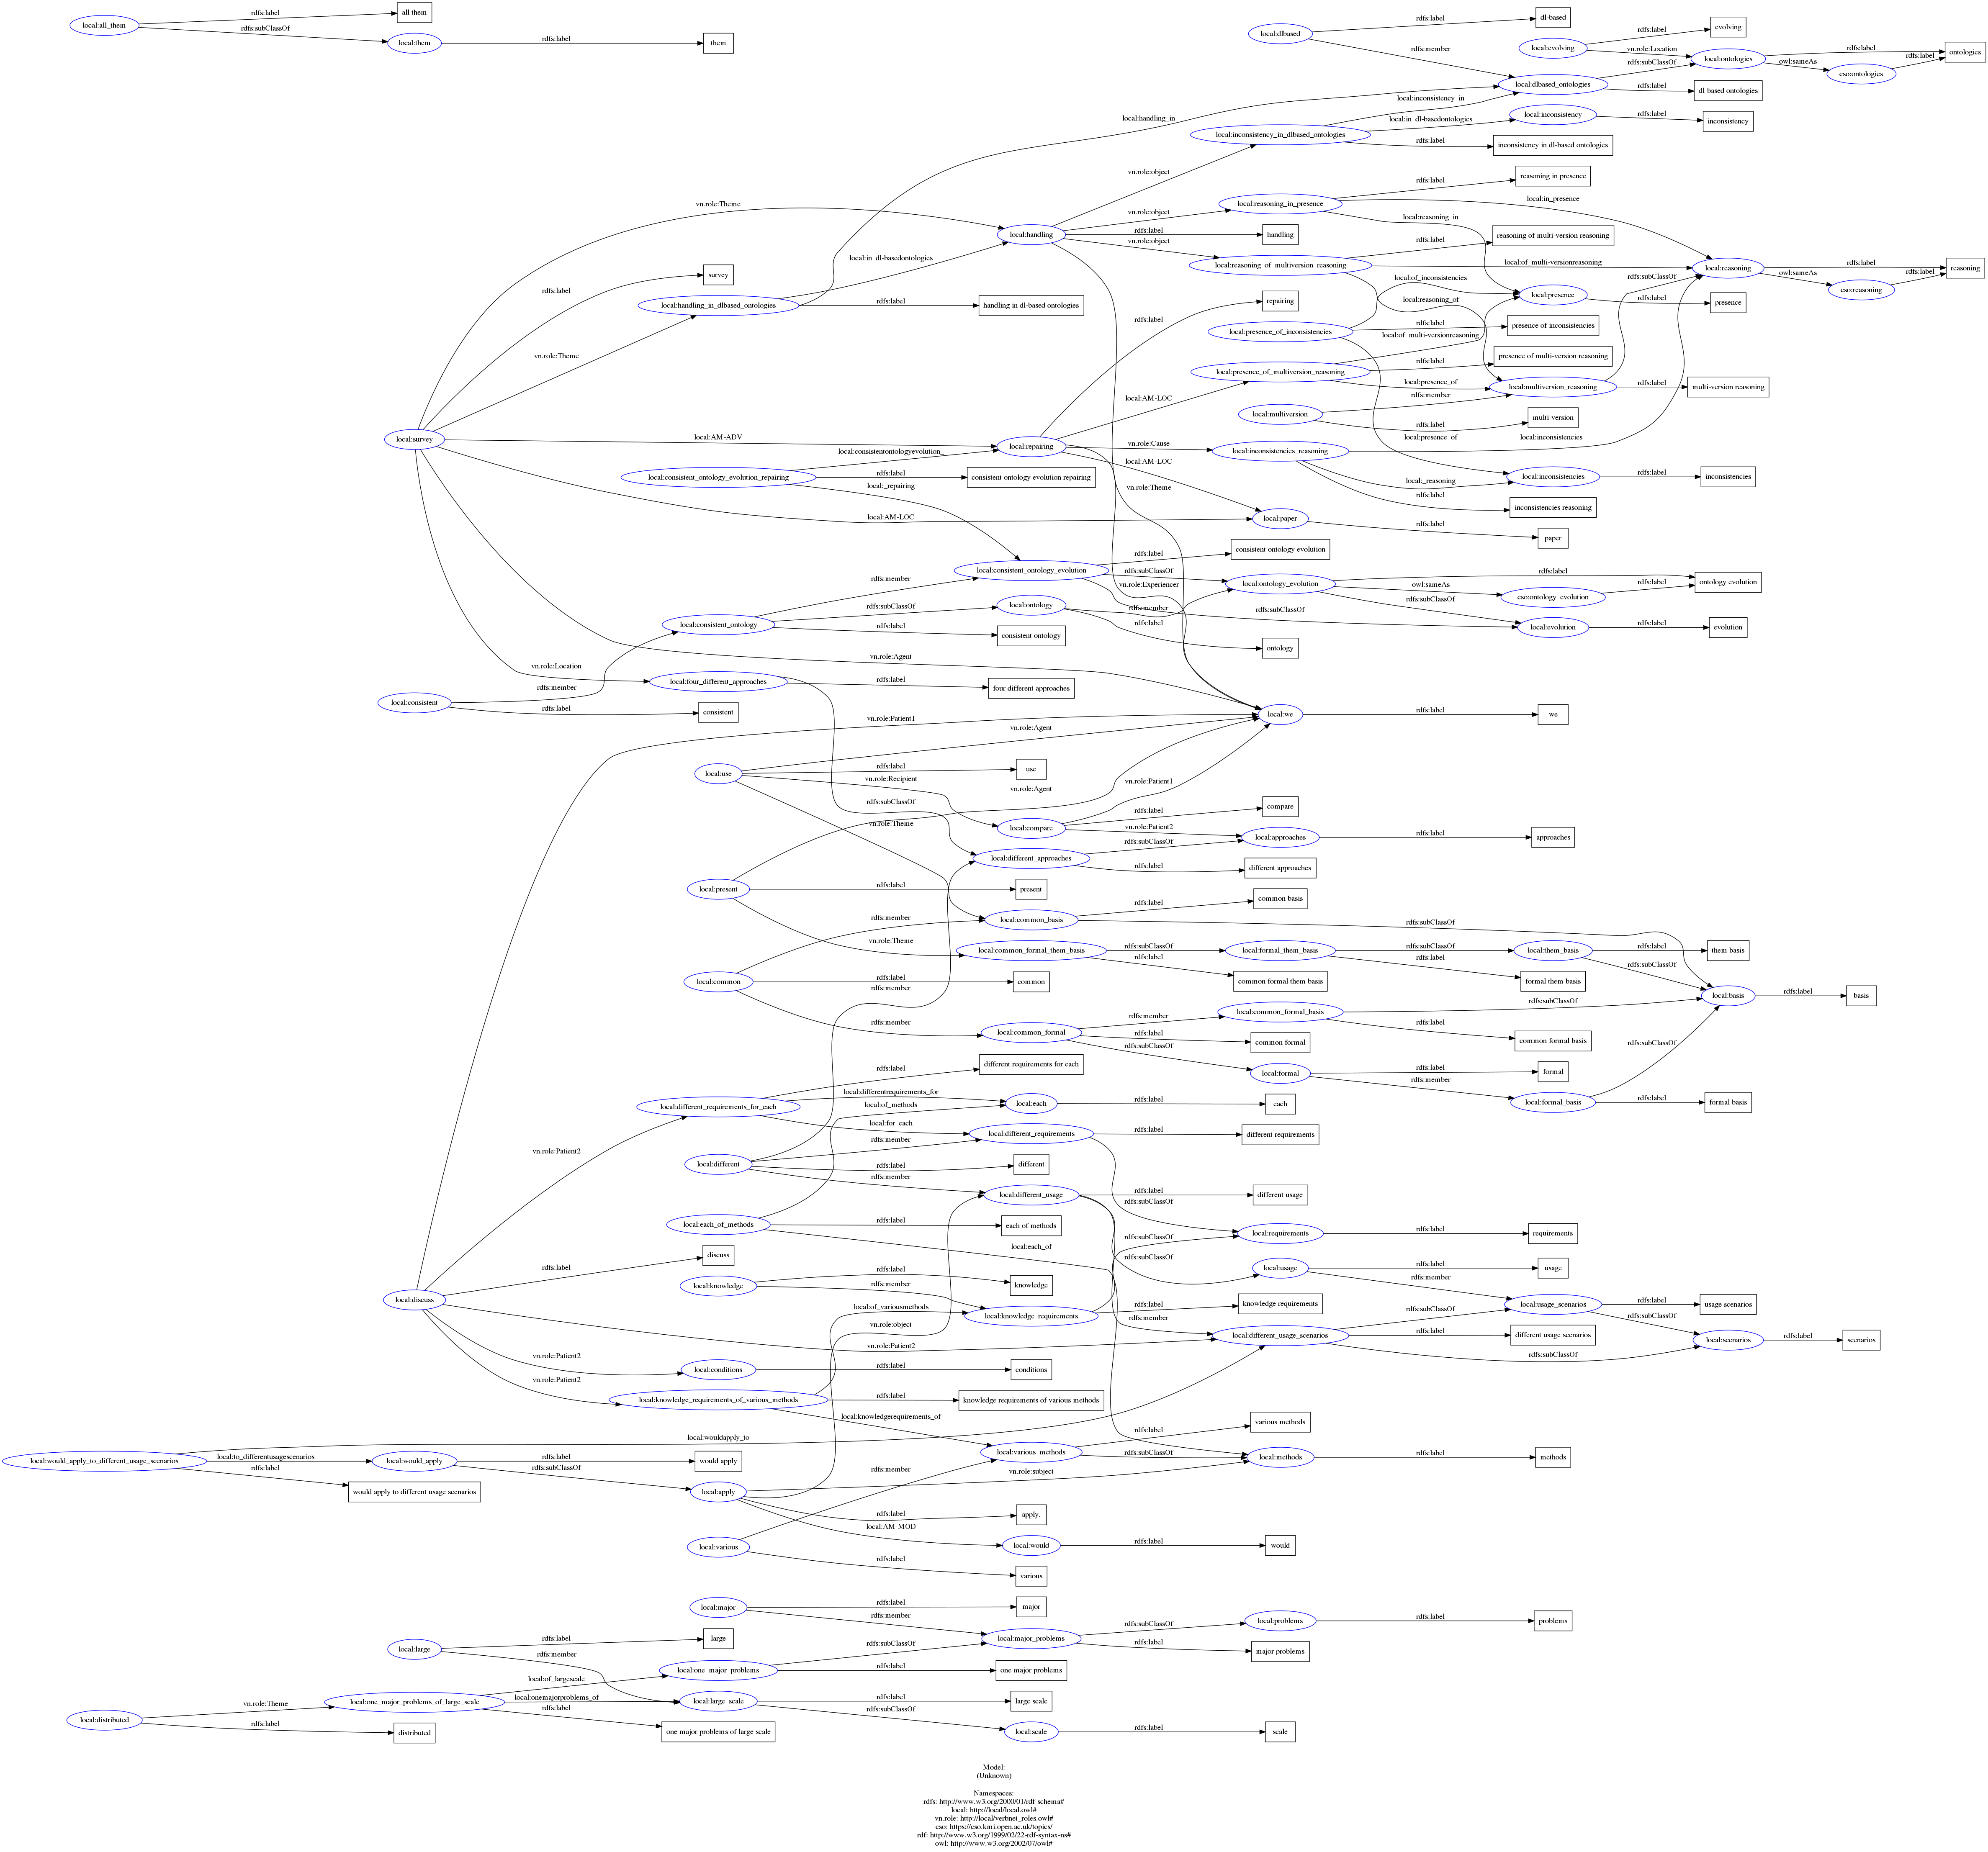 rdfs:label
all them
local:all_them
rdfs:subClassOf
local:them
rdfs:label
them
local:dlbased
rdfs:label
dl-based
rdfs:member
local:evolving
rdfs:label
evolving
vn.role:Location
local:ontologies
rdfs:label
ontologies
owl:sameAs
cso:ontologies
rdfs:label
rdfs:subClassOf
local:dlbased_ontologies
rdfs:label
dl-based ontologies
local:handling_in
local:inconsistency_in
local:inconsistency_in_dlbased_ontologies
local:in_dl-basedontologies
local:inconsistency
rdfs:label
inconsistency
rdfs:label
inconsistency in dl-based ontologies
vn.role:object
vn.role:Theme
local:handling
vn.role:object
local:reasoning_in_presence
rdfs:label
reasoning in presence
local:in_presence
local:reasoning_in
rdfs:label
handling
vn.role:object
local:reasoning_of_multiversion_reasoning
rdfs:label
reasoning of multi-version reasoning
local:of_multi-versionreasoning
local:reasoning
rdfs:label
reasoning
owl:sameAs
cso:reasoning
rdfs:label
rdfs:subClassOf
local:in_dl-basedontologies
rdfs:label
survey
local:handling_in_dlbased_ontologies
rdfs:label
handling in dl-based ontologies
vn.role:Theme
rdfs:label
repairing
local:of_inconsistencies
local:reasoning_of
local:presence
rdfs:label
presence
local:presence_of_inconsistencies
rdfs:label
presence of inconsistencies
local:of_multi-versionreasoning
local:presence_of_multiversion_reasoning
rdfs:label
presence of multi-version reasoning
local:presence_of
local:multiversion_reasoning
rdfs:label
multi-version reasoning
local:multiversion
rdfs:member
rdfs:label
multi-version
local:AM-LOC
local:survey
local:AM-ADV
local:repairing
vn.role:Cause
local:inconsistencies_reasoning
local:presence_of
local:inconsistencies_
local:consistentontologyevolution_
local:AM-LOC
local:consistent_ontology_evolution_repairing
rdfs:label
consistent ontology evolution repairing
local:_repairing
vn.role:Theme
local:_reasoning
local:inconsistencies
rdfs:label
inconsistencies
rdfs:label
inconsistencies reasoning
local:AM-LOC
local:paper
rdfs:label
paper
local:consistent_ontology_evolution
rdfs:label
consistent ontology evolution
rdfs:member
rdfs:subClassOf
vn.role:Experiencer
local:ontology_evolution
rdfs:label
ontology evolution
owl:sameAs
cso:ontology_evolution
rdfs:label
rdfs:subClassOf
local:consistent_ontology
rdfs:subClassOf
local:ontology
rdfs:member
rdfs:subClassOf
rdfs:label
consistent ontology
rdfs:label
ontology
local:evolution
rdfs:label
evolution
vn.role:Agent
vn.role:Location
local:four_different_approaches
rdfs:label
four different approaches
local:consistent
rdfs:member
rdfs:label
consistent
vn.role:Patient1
local:we
rdfs:label
we
vn.role:Agent
local:use
rdfs:label
use
vn.role:Recipient
vn.role:Agent
vn.role:Patient1
rdfs:subClassOf
vn.role:Theme
local:compare
rdfs:label
compare
vn.role:Patient2
local:approaches
rdfs:label
approaches
local:different_approaches
rdfs:subClassOf
rdfs:label
different approaches
local:present
rdfs:label
present
rdfs:member
local:common_basis
rdfs:label
common basis
rdfs:subClassOf
vn.role:Theme
local:common_formal_them_basis
rdfs:subClassOf
local:formal_them_basis
rdfs:subClassOf
local:them_basis
rdfs:label
them basis
rdfs:label
common formal them basis
rdfs:label
formal them basis
rdfs:subClassOf
local:common
rdfs:label
common
rdfs:member
local:basis
rdfs:label
basis
rdfs:member
local:common_formal
rdfs:member
local:common_formal_basis
rdfs:subClassOf
rdfs:label
common formal
rdfs:label
common formal basis
rdfs:subClassOf
local:formal
rdfs:label
formal
rdfs:member
rdfs:subClassOf
local:formal_basis
rdfs:label
formal basis
rdfs:label
different requirements for each
local:different_requirements_for_each
local:differentrequirements_for
local:of_methods
local:each
rdfs:label
each
local:for_each
local:different_requirements
rdfs:label
different requirements
vn.role:Patient2
local:different
rdfs:member
rdfs:label
different
rdfs:member
local:different_usage
rdfs:label
different usage
rdfs:subClassOf
local:each_of_methods
rdfs:label
each of methods
local:each_of
rdfs:subClassOf
local:requirements
rdfs:label
requirements
rdfs:label
discuss
rdfs:subClassOf
local:usage
rdfs:label
usage
rdfs:member
local:knowledge
rdfs:label
knowledge
rdfs:member
local:discuss
local:of_variousmethods
local:knowledge_requirements
rdfs:label
knowledge requirements
rdfs:member
local:usage_scenarios
rdfs:label
usage scenarios
rdfs:subClassOf
rdfs:subClassOf
vn.role:object
vn.role:Patient2
local:different_usage_scenarios
rdfs:label
different usage scenarios
rdfs:subClassOf
local:scenarios
rdfs:label
scenarios
vn.role:Patient2
local:conditions
rdfs:label
conditions
vn.role:Patient2
local:knowledge_requirements_of_various_methods
rdfs:label
knowledge requirements of various methods
local:knowledgerequirements_of
local:wouldapply_to
rdfs:label
various methods
local:would_apply_to_different_usage_scenarios
local:to_differentusagescenarios
local:would_apply
rdfs:label
would apply
rdfs:label
would apply to different usage scenarios
rdfs:subClassOf
local:various_methods
rdfs:subClassOf
local:methods
rdfs:label
methods
rdfs:member
vn.role:subject
local:apply
rdfs:label
apply.
local:AM-MOD
local:would
rdfs:label
would
local:various
rdfs:label
various
local:major
rdfs:label
major
rdfs:member
local:major_problems
rdfs:subClassOf
local:problems
rdfs:label
problems
rdfs:label
major problems
local:large
rdfs:label
large
rdfs:member
rdfs:subClassOf
local:one_major_problems
rdfs:label
one major problems
local:of_largescale
vn.role:Theme
local:one_major_problems_of_large_scale
local:onemajorproblems_of
local:large_scale
rdfs:label
large scale
rdfs:label
one major problems of large scale
rdfs:subClassOf
local:scale
rdfs:label
scale
local:distributed
rdfs:label
distributed
Model:
(Unknown)
Namespaces:
rdfs: http://www.w3.org/2000/01/rdf-schema#
local: http://local/local.owl#
vn.role: http://local/verbnet_roles.owl#
cso: https://cso.kmi.open.ac.uk/topics/
rdf: http://www.w3.org/1999/02/22-rdf-syntax-ns#
owl: http://www.w3.org/2002/07/owl#